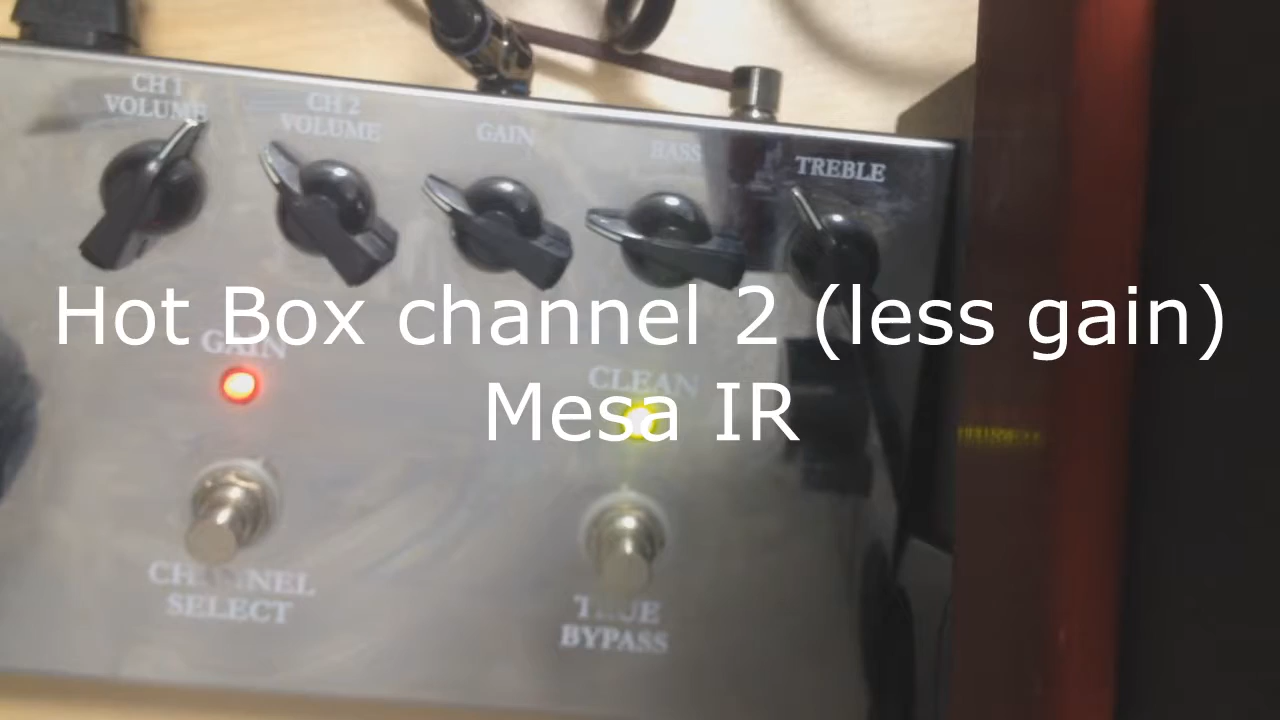 CH 1
VOLUME
CH 2
VOLUME
GAIN
BASS
TREBLE
Hot Box channel 2 (less gain)
GAIN
CLEAN
Mesa IR
CHANNEL
SELECT
TRUE
BYPASS